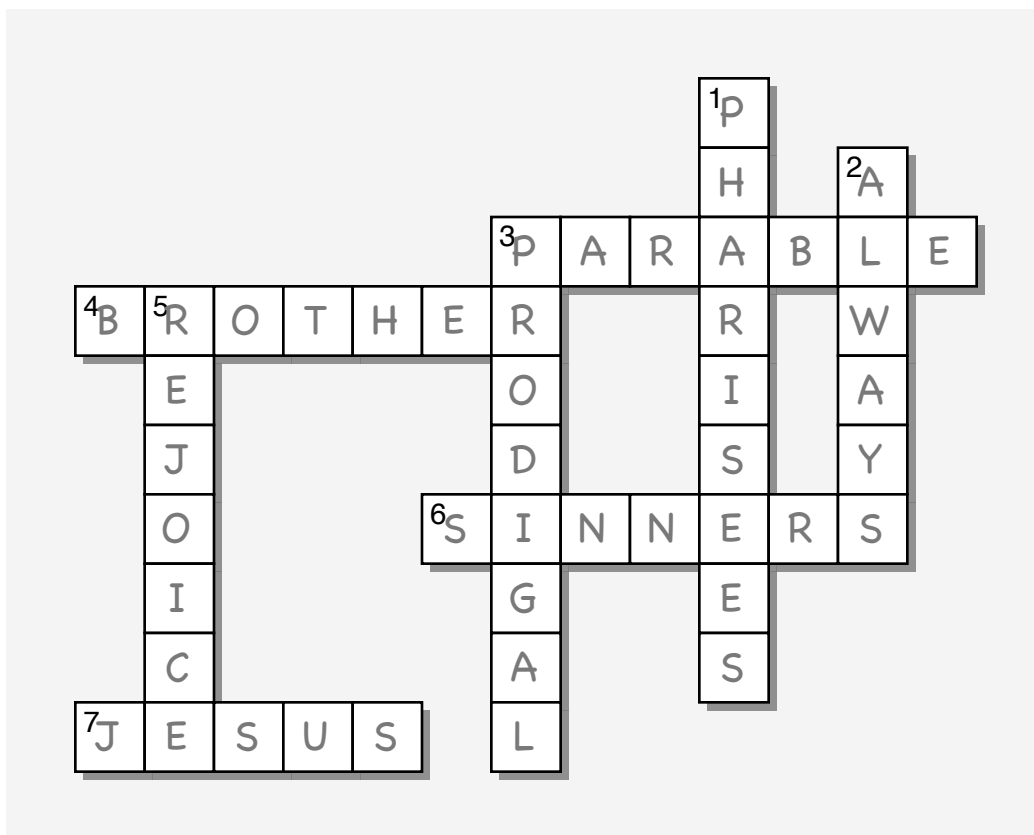 1P
H 2A
3P A R A B L E
4B 5R O T H E R R W
E O I A
J D S Y
O 6S I N N E R S
I G E
C A S
7J E S U S L